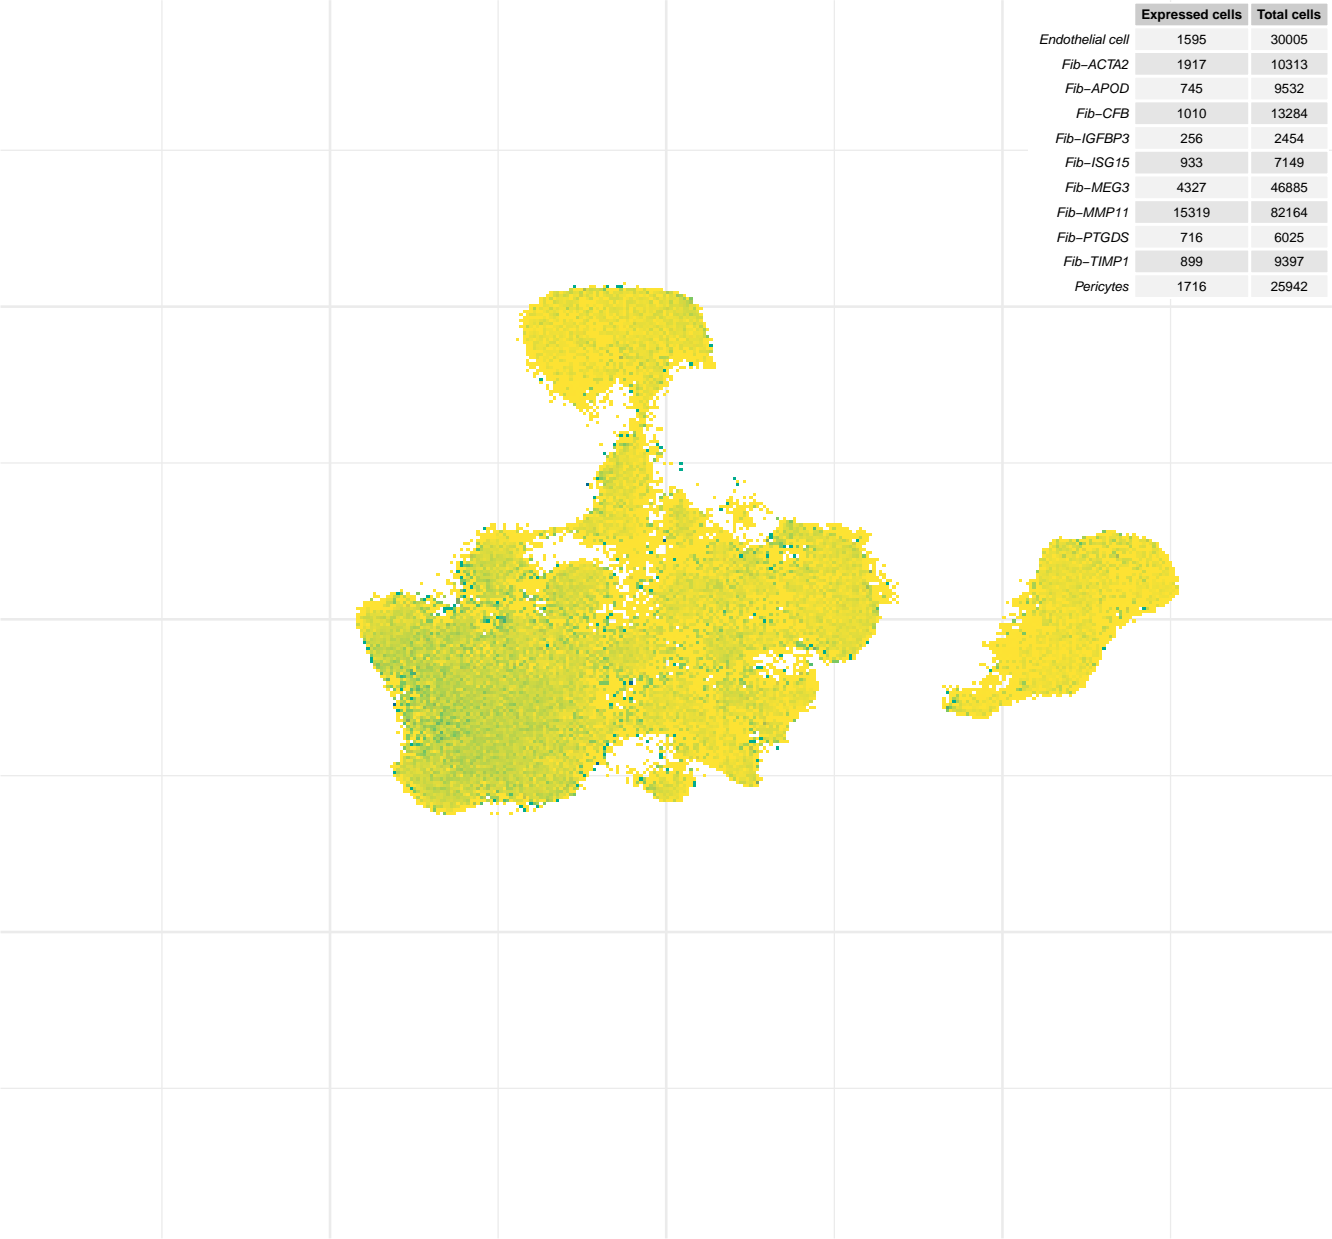 Expressed cells Total cells
Endothelial cell 1595 30005
Fib−ACTA2 1917 10313
Fib−APOD 745 9532
Fib−CFB 1010 13284
Fib−IGFBP3 256 2454
Fib−ISG15 933 7149
Fib−MEG3 4327 46885
Fib−MMP11 15319 82164
Fib−PTGDS 716 6025
Fib−TIMP1 899 9397
Pericytes 1716 25942